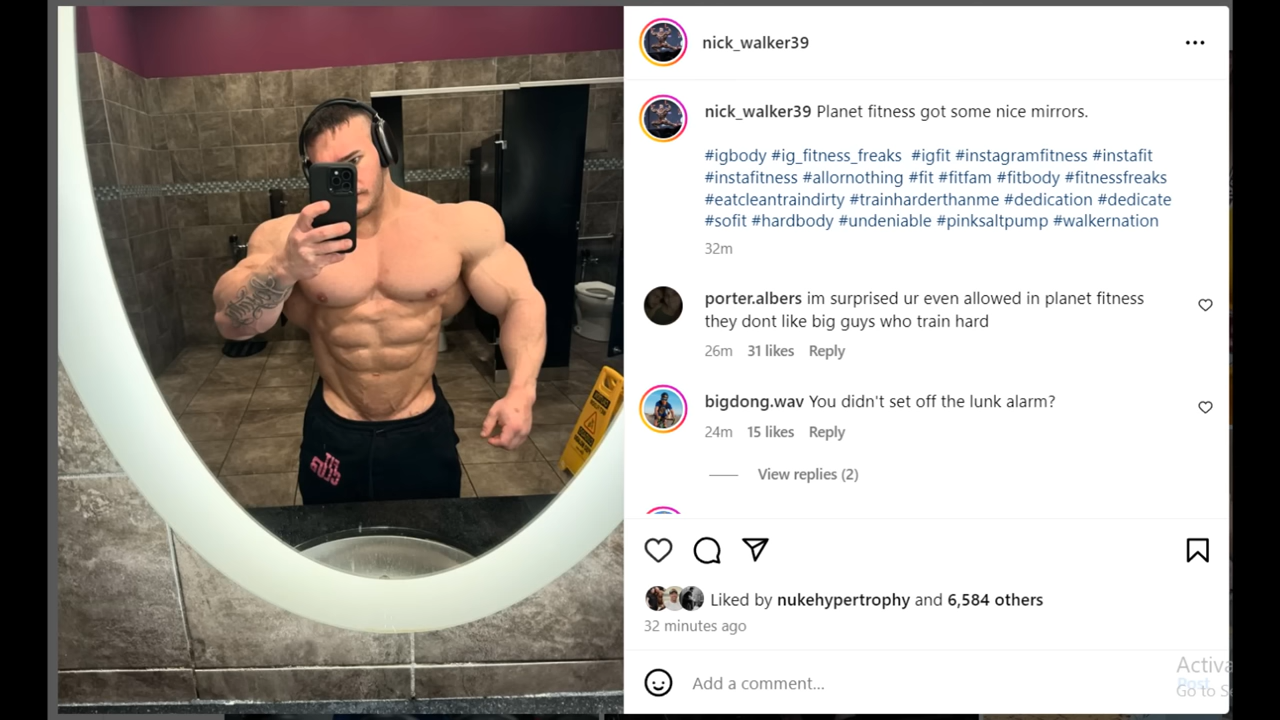 nick_walker39
nick_walker39 Planet fitness got some nice mirrors.
#igbody #ig_fitness_freaks #igfit #instagramfitness #instafit
#instafitness #allornothing #fit #fitfam #fitbody #fitnessfreaks
#eatcleantraindirty #trainharderthanme #dedication #dedicate
#sofit #hardbody #undeniable #pinksaltpump #walkernation
32m
porter.albers im surprised ur even allowed in planet fitness
they dont like big guys who train hard
26m 31 likes Reply
bigdong.wav You didn't set off the lunk alarm?
24m 15 likes Reply
View replies (2)
Liked by nukehypertrophy and 6,584 others
32 minutes ago
Add a comment...
Activa
Post
Go to S